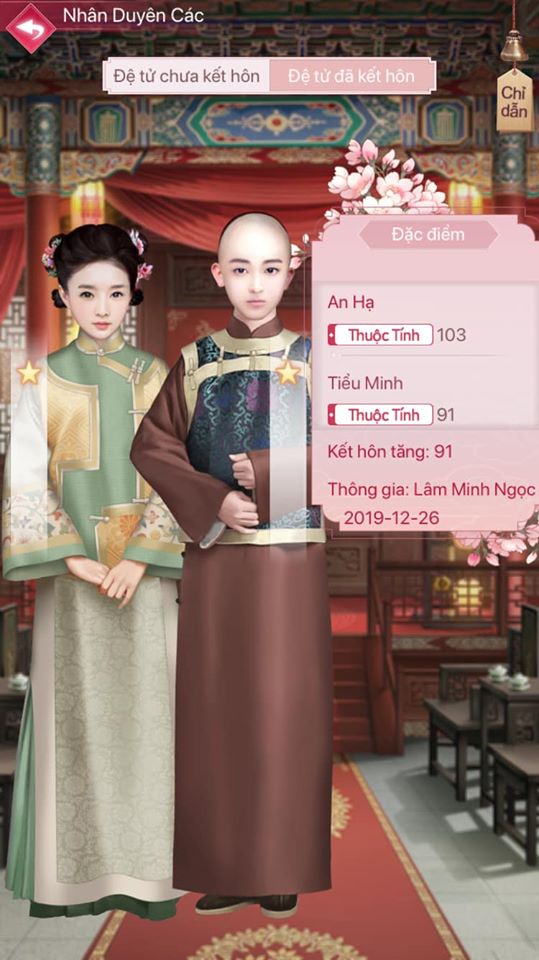 Nhân Duyên Các
Đệ tử chưa kết hôn
Đệ tử đã kết hôn
Chỉ
dẫn
Đặc điểm
An Hạ
Thuộc Tính 103
Tiểu Minh
Thuộc Tính 91
Kết hôn tăng: 91
Thông gia: Lâm Minh Ngọc
2019-12-26